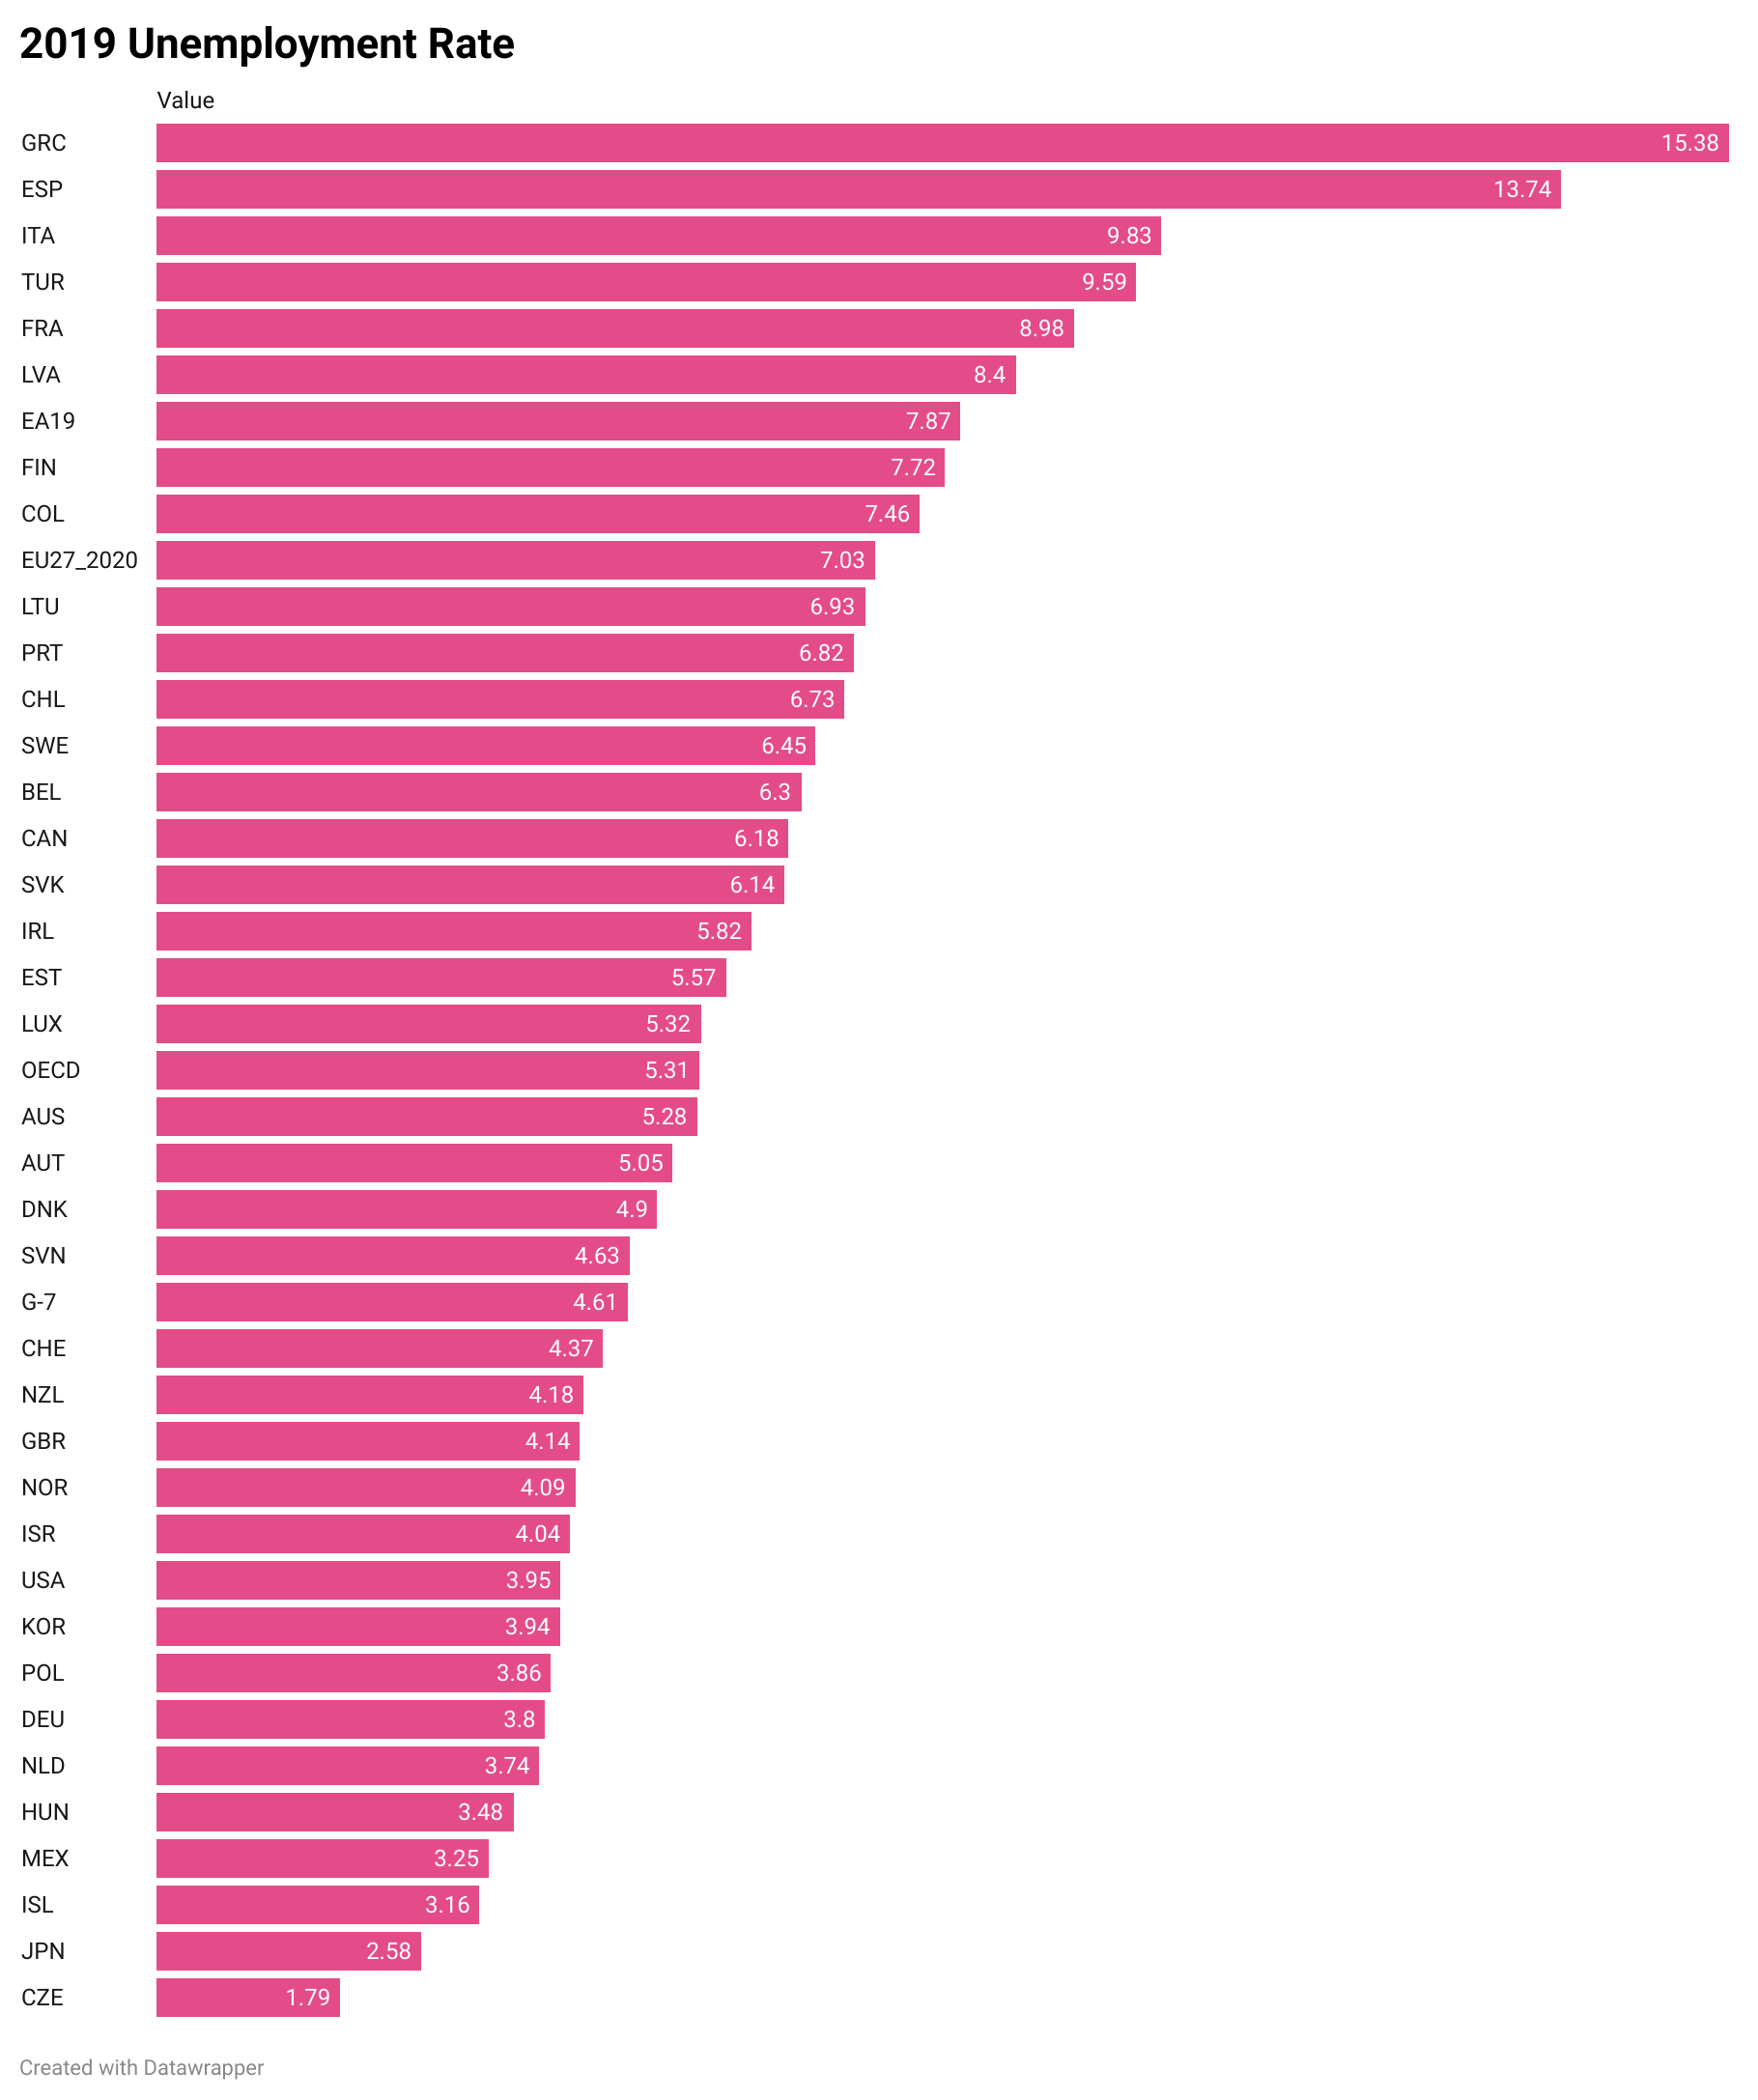 2019 Unemployment Rate
Value
GRC 15.38
ESP 13.74
ITA 9.83
TUR 9.59
FRA 8.98
LVA 8.4
EA19 7.87
FIN 7.72
COL 7.46
EU27_2020 7.03
LTU 6.93
PRT 6.82
CHL 6.73
SWE 6.45
BEL 6.3
CAN 6.18
SVK 6.14
IRL 5.82
EST 5.57
LUX 5.32
OECD 5.31
AUS 5.28
AUT 5.05
DNK 4.9
SVN 4.63
G-7 4.61
CHE 4.37
NZL 4.18
GBR 4.14
NOR 4.09
ISR 4.04
USA 3.95
KOR 3.94
POL 3.86
DEU 3.8
NLD 3.74
HUN 3.48
MEX 3.25
ISL 3.16
JPN 2.58
CZE 1.79
Created with Datawrapper